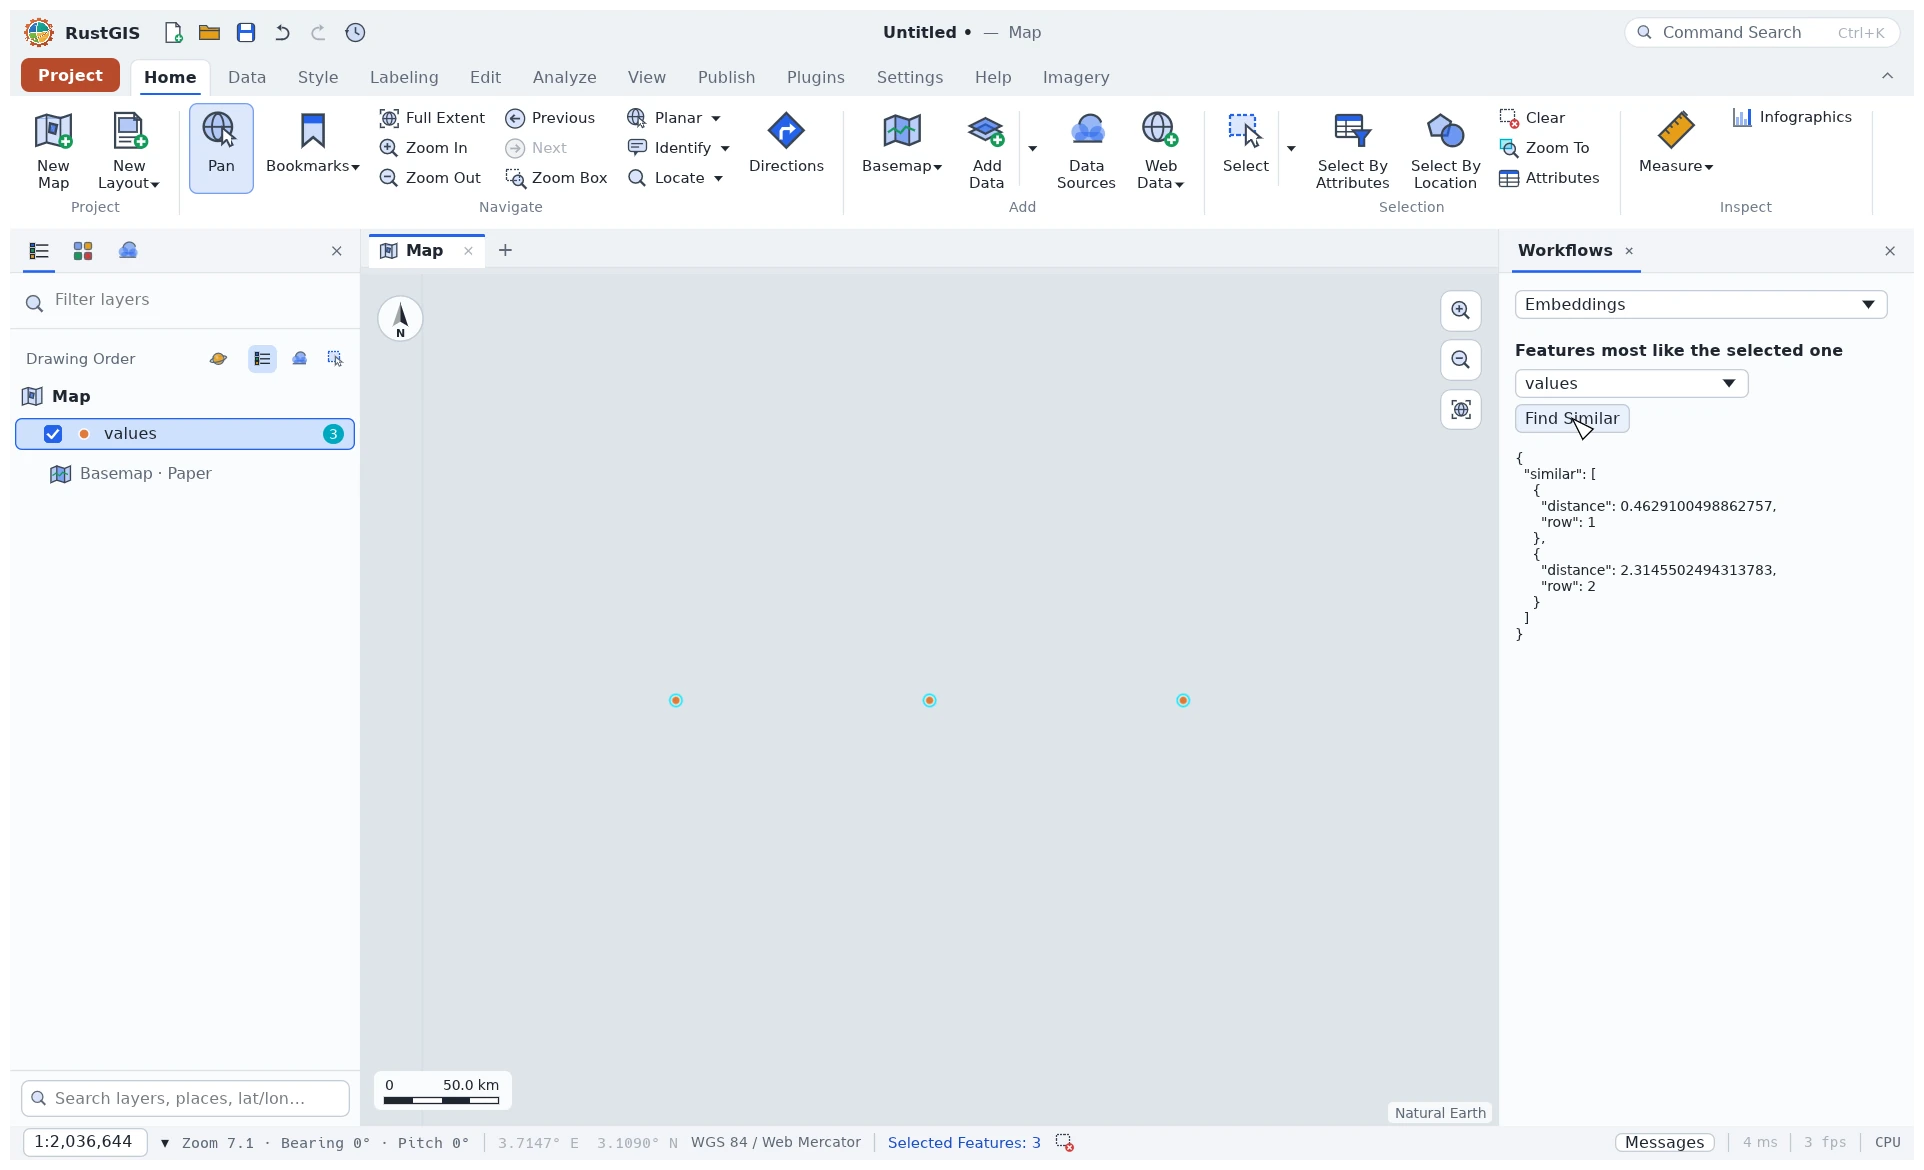 RustGIS
Untitled • — Map
Command Search Ctrl+K
Project
Home
Data
Style
Labeling
Edit
Analyze
View
Publish
Plugins
Settings
Help
Imagery
New Map
New Layout
Project
Pan
Bookmarks
Full Extent
Zoom In
Zoom Out
Previous
Next
Zoom Box
Planar
Identify
Locate
Directions
Navigate
Basemap
Add Data
Data Sources
Web Data
Add
Select
Select By Attributes
Select By Location
Clear
Zoom To
Attributes
Selection
Measure
Infographics
Inspect
Filter layers
Drawing Order
Map
values 3
Basemap · Paper
Search layers, places, lat/lon...
Map
N
0 50.0 km
Natural Earth
Workflows
Embeddings
Features most like the selected one
values
Find Similar
{
"similar": [
{
"distance": 0.4629100498862757,
"row": 1
},
{
"distance": 2.3145502494313783,
"row": 2
}
]
}
1:2,036,644
Zoom 7.1 · Bearing 0° · Pitch 0°
3.7147° E 3.1090° N
WGS 84 / Web Mercator
Selected Features: 3
Messages
4 ms
3 fps
CPU